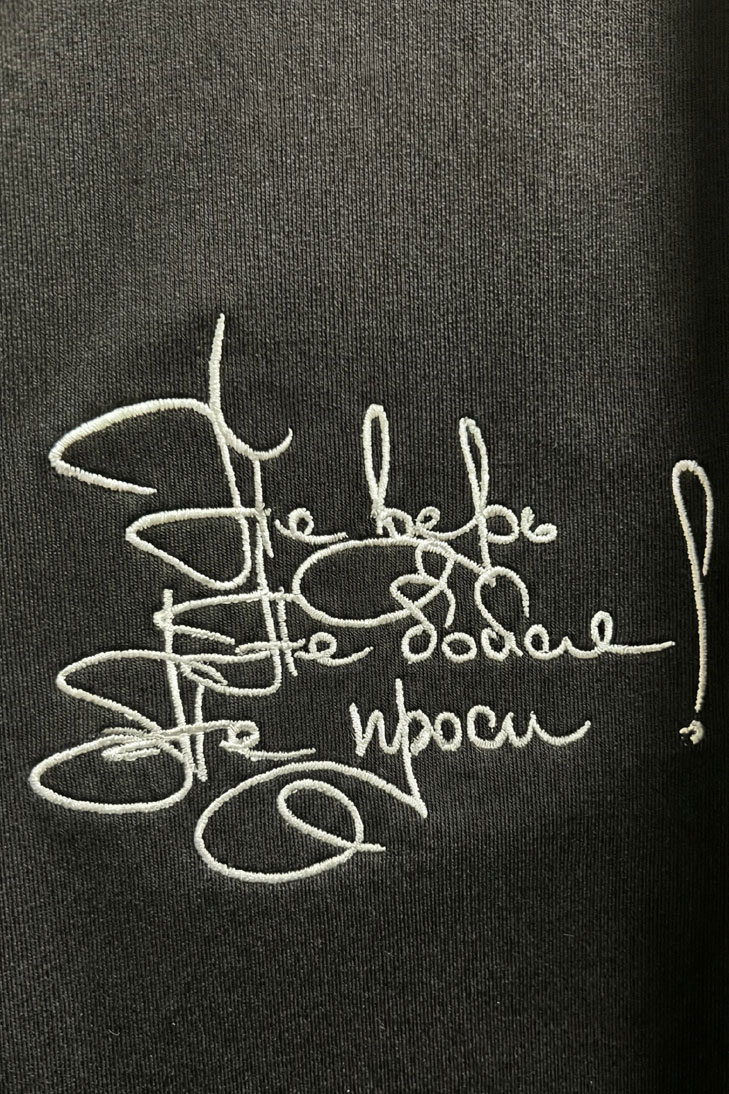 Не верь
Не бойся
Не проси!